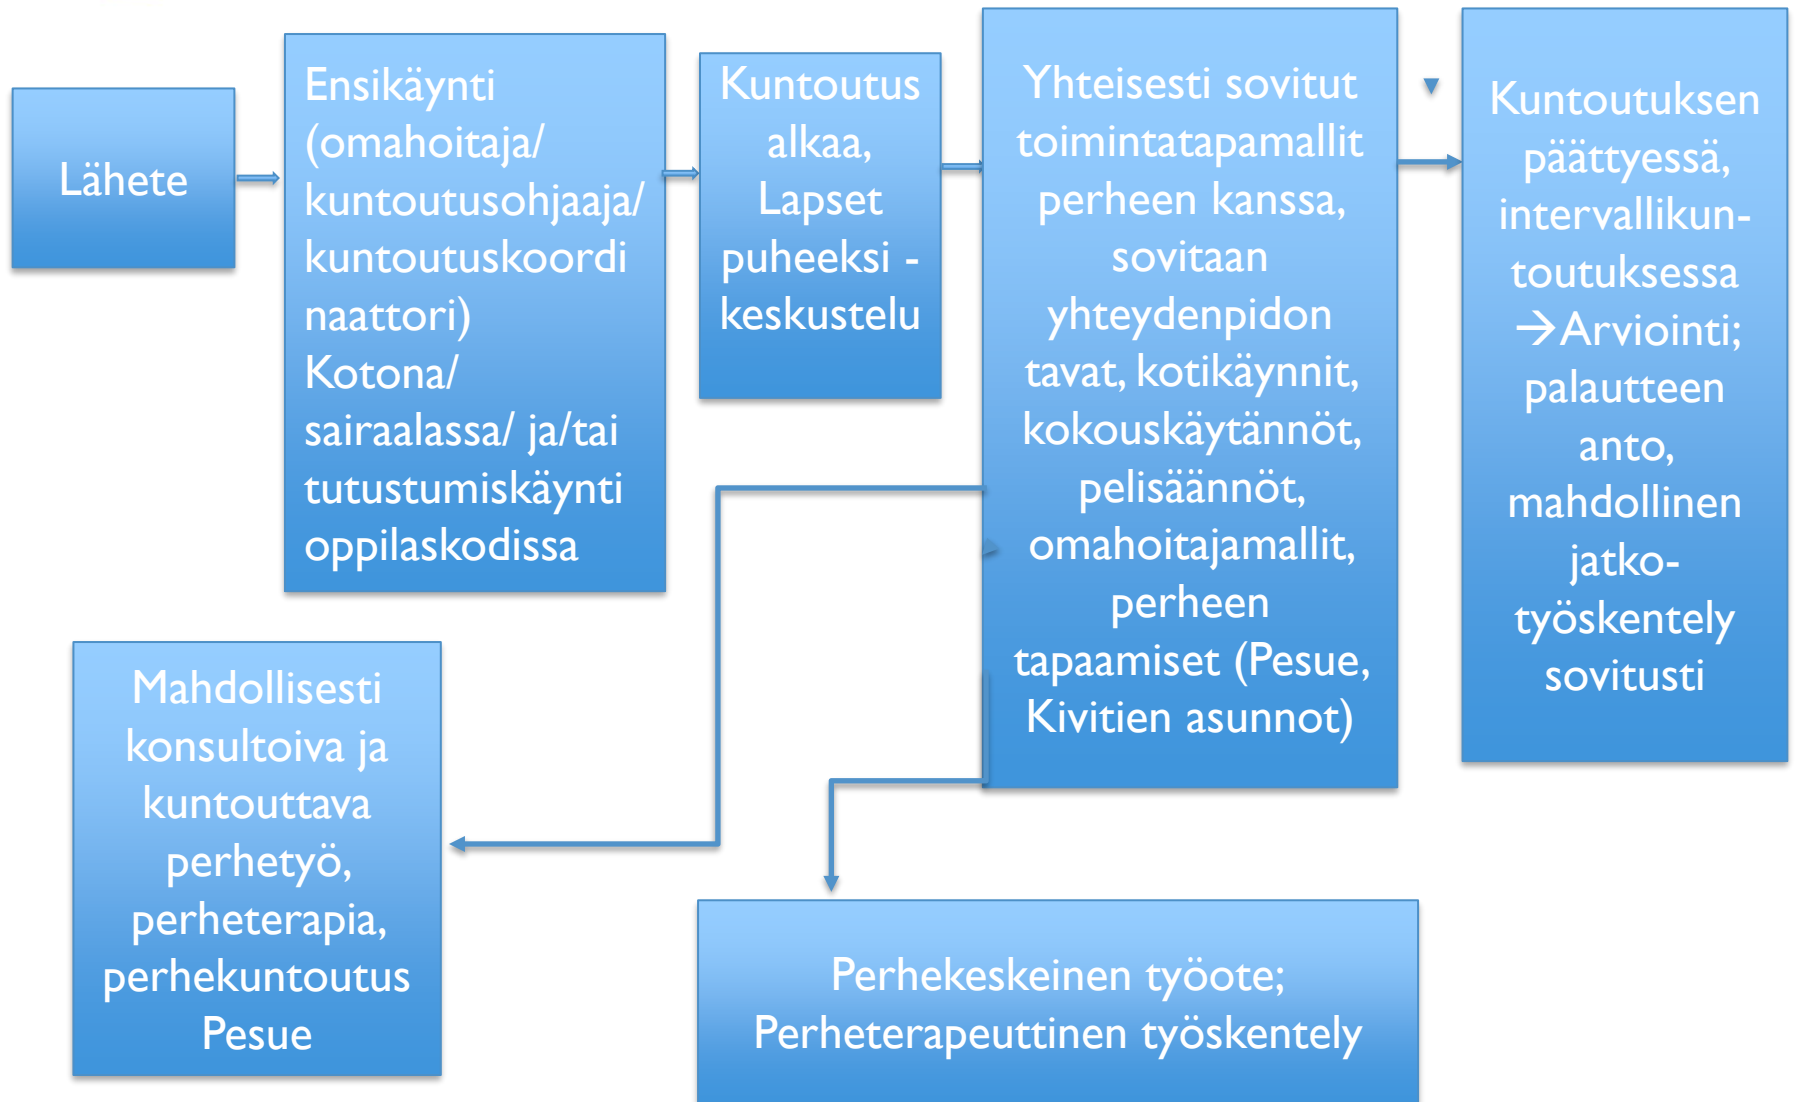 Lähete
Ensikäynti
(omahoitaja/
kuntoutusohjaaja/
kuntoutuskoordi
naattori)
Kotona/
sairaalassa/ ja/tai
tutustumiskäynti
oppilaskodissa
Kuntoutus
alkaa,
Lapset
puheeksi -
keskustelu
Yhteisesti sovitut
toimintatapamallit
perheen kanssa,
sovitaan
yhteydenpidon
tavat, kotikäynnit,
kokouskäytännöt,
pelisäännöt,
omahoitajamallit,
perheen
tapaamiset (Pesue,
Kivitien asunnot)
Kuntoutuksen
päättyessä,
intervallikun-
toutuksessa
→Arviointi;
palautteen
anto,
mahdollinen
jatko-
työskentely
sovitusti
Mahdollisesti
konsultoiva ja
kuntouttava
perhetyö,
perheterapia,
perhekuntoutus
Pesue
Perhekeskeinen työote;
Perheterapeuttinen työskentely